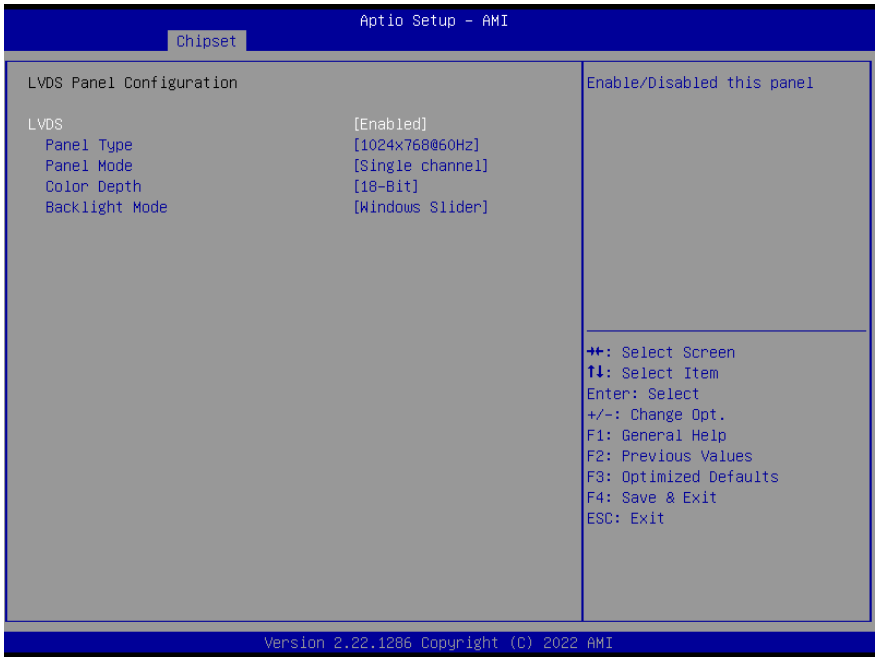 Aptio Setup – AMI
Chipset
LVDS Panel Configuration
LVDS [Enabled]
Panel Type [1024x768@60Hz]
Panel Mode [Single channel]
Color Depth [18-Bit]
Backlight Mode [Windows Slider]
Enable/Disabled this panel
→←: Select Screen
↑↓: Select Item
Enter: Select
+/-: Change Opt.
F1: General Help
F2: Previous Values
F3: Optimized Defaults
F4: Save & Exit
ESC: Exit
Version 2.22.1286 Copyright (C) 2022 AMI